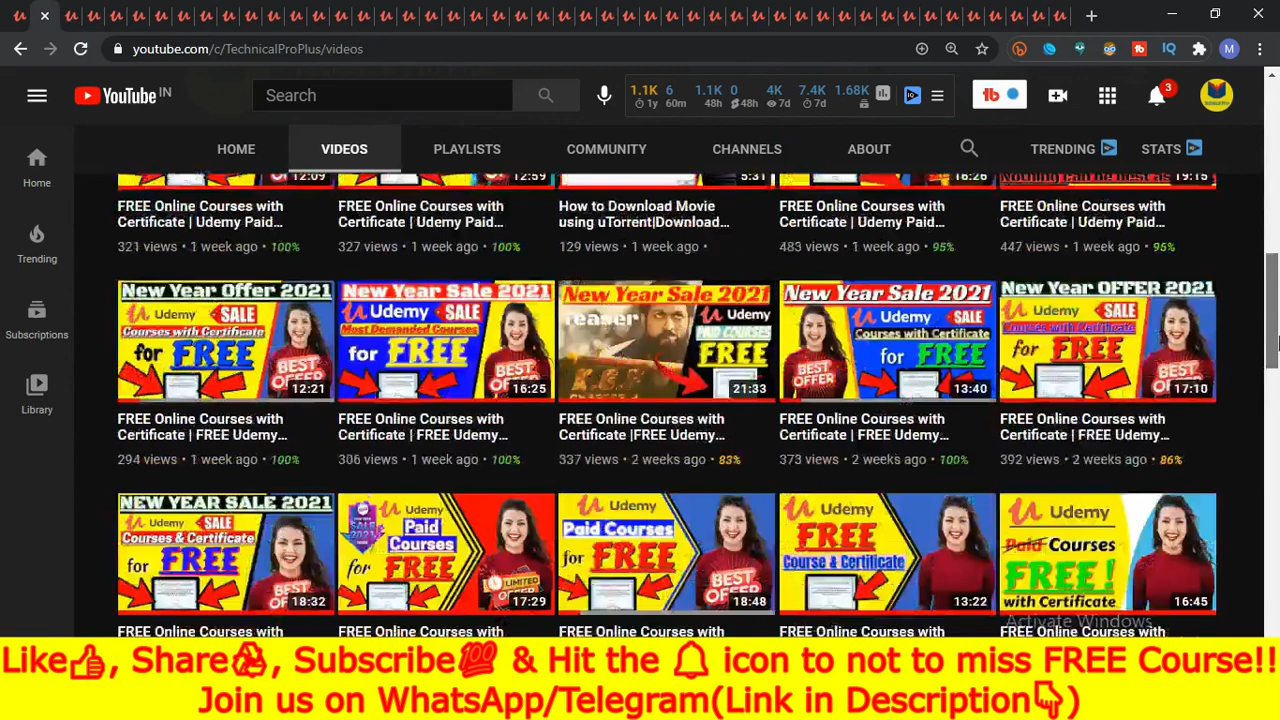 youtube.com/c/TechnicalProPlus/videos
YouTube IN
Search
1.1K 6 1.1K 0 4K 7.4K 1.68K
1y 60m 48h 48h 7d 7d
3
HOME VIDEOS PLAYLISTS COMMUNITY CHANNELS ABOUT TRENDING STATS
Home
Trending
Subscriptions
Library
12:09 12:59 5:31 16:26 19:15
FREE Online Courses with
Certificate | Udemy Paid...
321 views • 1 week ago • 100%
FREE Online Courses with
Certificate | Udemy Paid...
327 views • 1 week ago • 100%
How to Download Movie
using uTorrent|Download...
129 views • 1 week ago •
FREE Online Courses with
Certificate | Udemy Paid...
483 views • 1 week ago • 95%
FREE Online Courses with
Certificate | Udemy Paid...
447 views • 1 week ago • 96%
New Year Offer 2021
Udemy SALE
Courses with Certificate
for FREE
BEST
OFFER
12:21
FREE Online Courses with
Certificate | FREE Udemy...
294 views • 1 week ago • 100%
New Year Sale 2021
Udemy SALE
Most Demanded Courses
for FREE
BEST
OFFER
16:25
FREE Online Courses with
Certificate | FREE Udemy...
306 views • 1 week ago • 100%
New Year Sale 2021
Teaser
Udemy
PAID COURSES
FREE
21:33
FREE Online Courses with
Certificate |FREE Udemy...
337 views • 2 weeks ago • 83%
New Year Sale 2021
Udemy SALE
Courses with Certificate
for FREE
BEST
OFFER
13:40
FREE Online Courses with
Certificate | FREE Udemy...
373 views • 2 weeks ago • 100%
New Year OFFER 2021
Udemy SALE
Courses with Certificate
for FREE
BEST
OFFER
17:10
FREE Online Courses with
Certificate | FREE Udemy...
392 views • 2 weeks ago • 86%
NEW YEAR SALE 2021
Udemy SALE
Courses & Certificate
for FREE
BEST
18:32
FREE Online Courses with
Udemy
Paid
Courses
for FREE
LIMITED
OFFER
17:29
FREE Online Courses with
Udemy
Paid Courses
for FREE
BEST
OFFER
18:48
FREE Online Courses with
Udemy
FREE
Course & Certificate
13:22
FREE Online Courses with
Udemy
Paid Courses
FREE !
with Certificate
16:45
FREE Online Courses with
Activate Windows
Like👍, Share, Subscribe💯 & Hit the 🔔 icon to not to miss FREE Course!!
Join us on WhatsApp/Telegram(Link in Description👇)